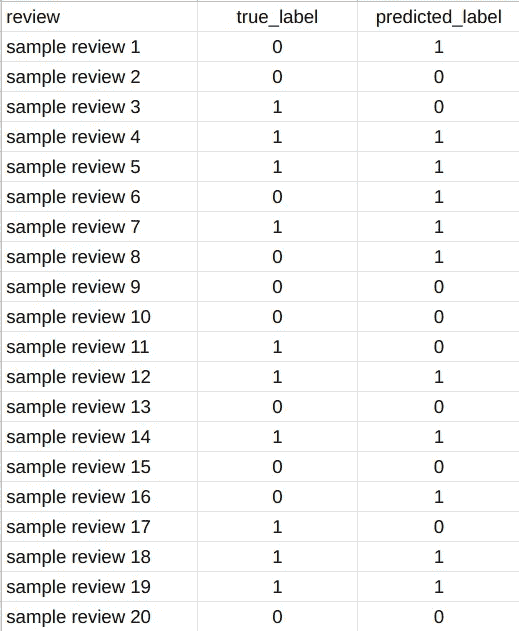 review true_label predicted_label
sample review 1 0 1
sample review 2 0 0
sample review 3 1 0
sample review 4 1 1
sample review 5 1 1
sample review 6 0 1
sample review 7 1 1
sample review 8 0 1
sample review 9 0 0
sample review 10 0 0
sample review 11 1 0
sample review 12 1 1
sample review 13 0 0
sample review 14 1 1
sample review 15 0 0
sample review 16 0 1
sample review 17 1 0
sample review 18 1 1
sample review 19 1 1
sample review 20 0 0